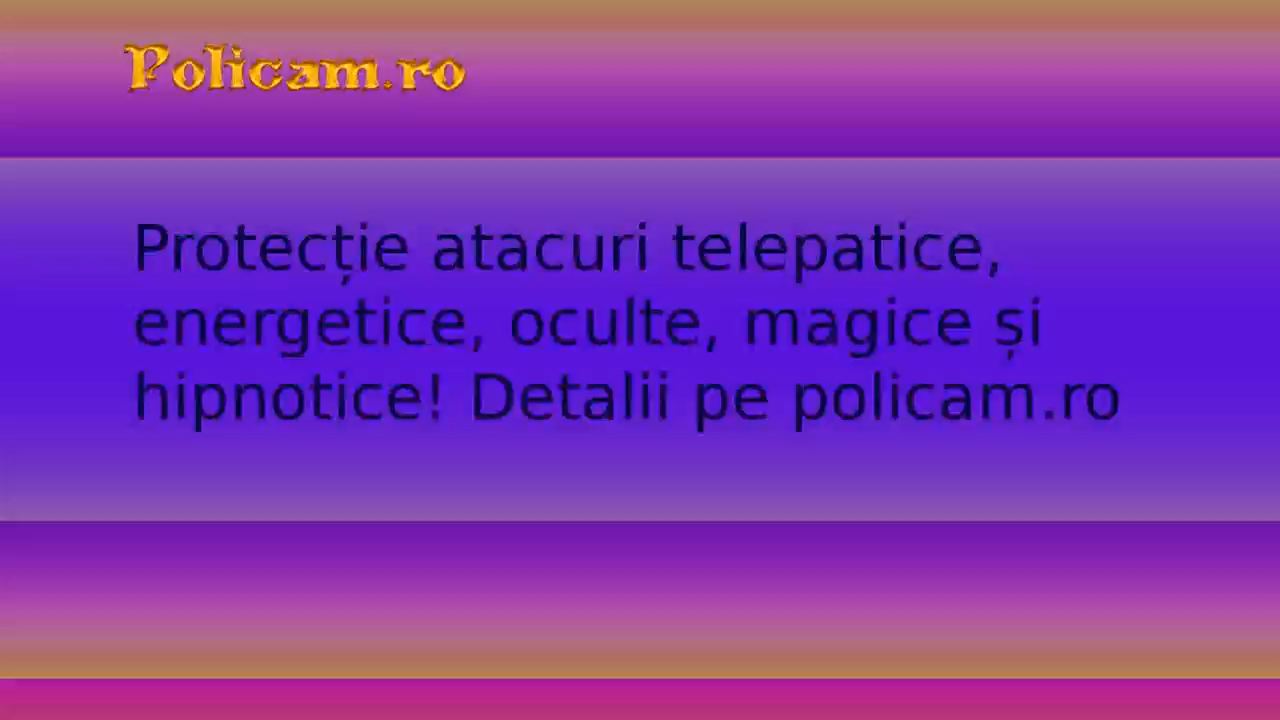 Policam.ro
Protecție atacuri telepatice,
energetice, oculte, magice și
hipnotice! Detalii pe policam.ro